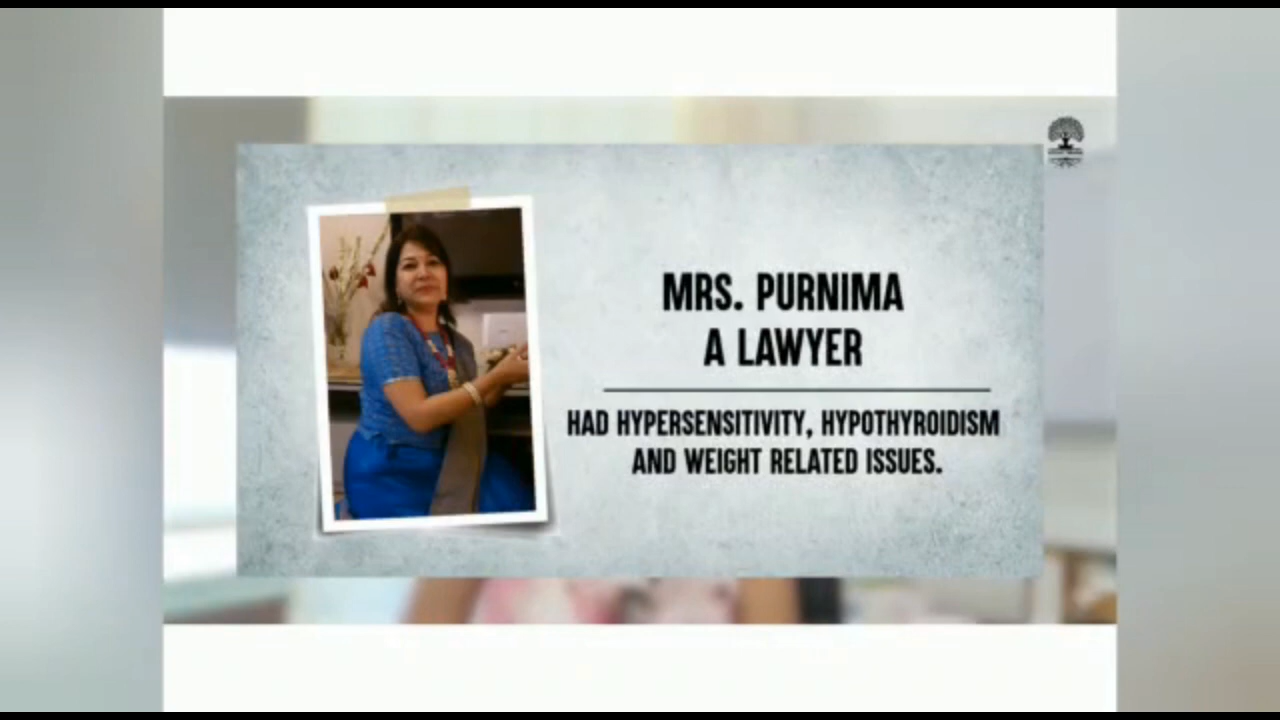 MRS. PURNIMA
A LAWYER
HAD HYPERSENSITIVITY, HYPOTHYROIDISM
AND WEIGHT RELATED ISSUES.